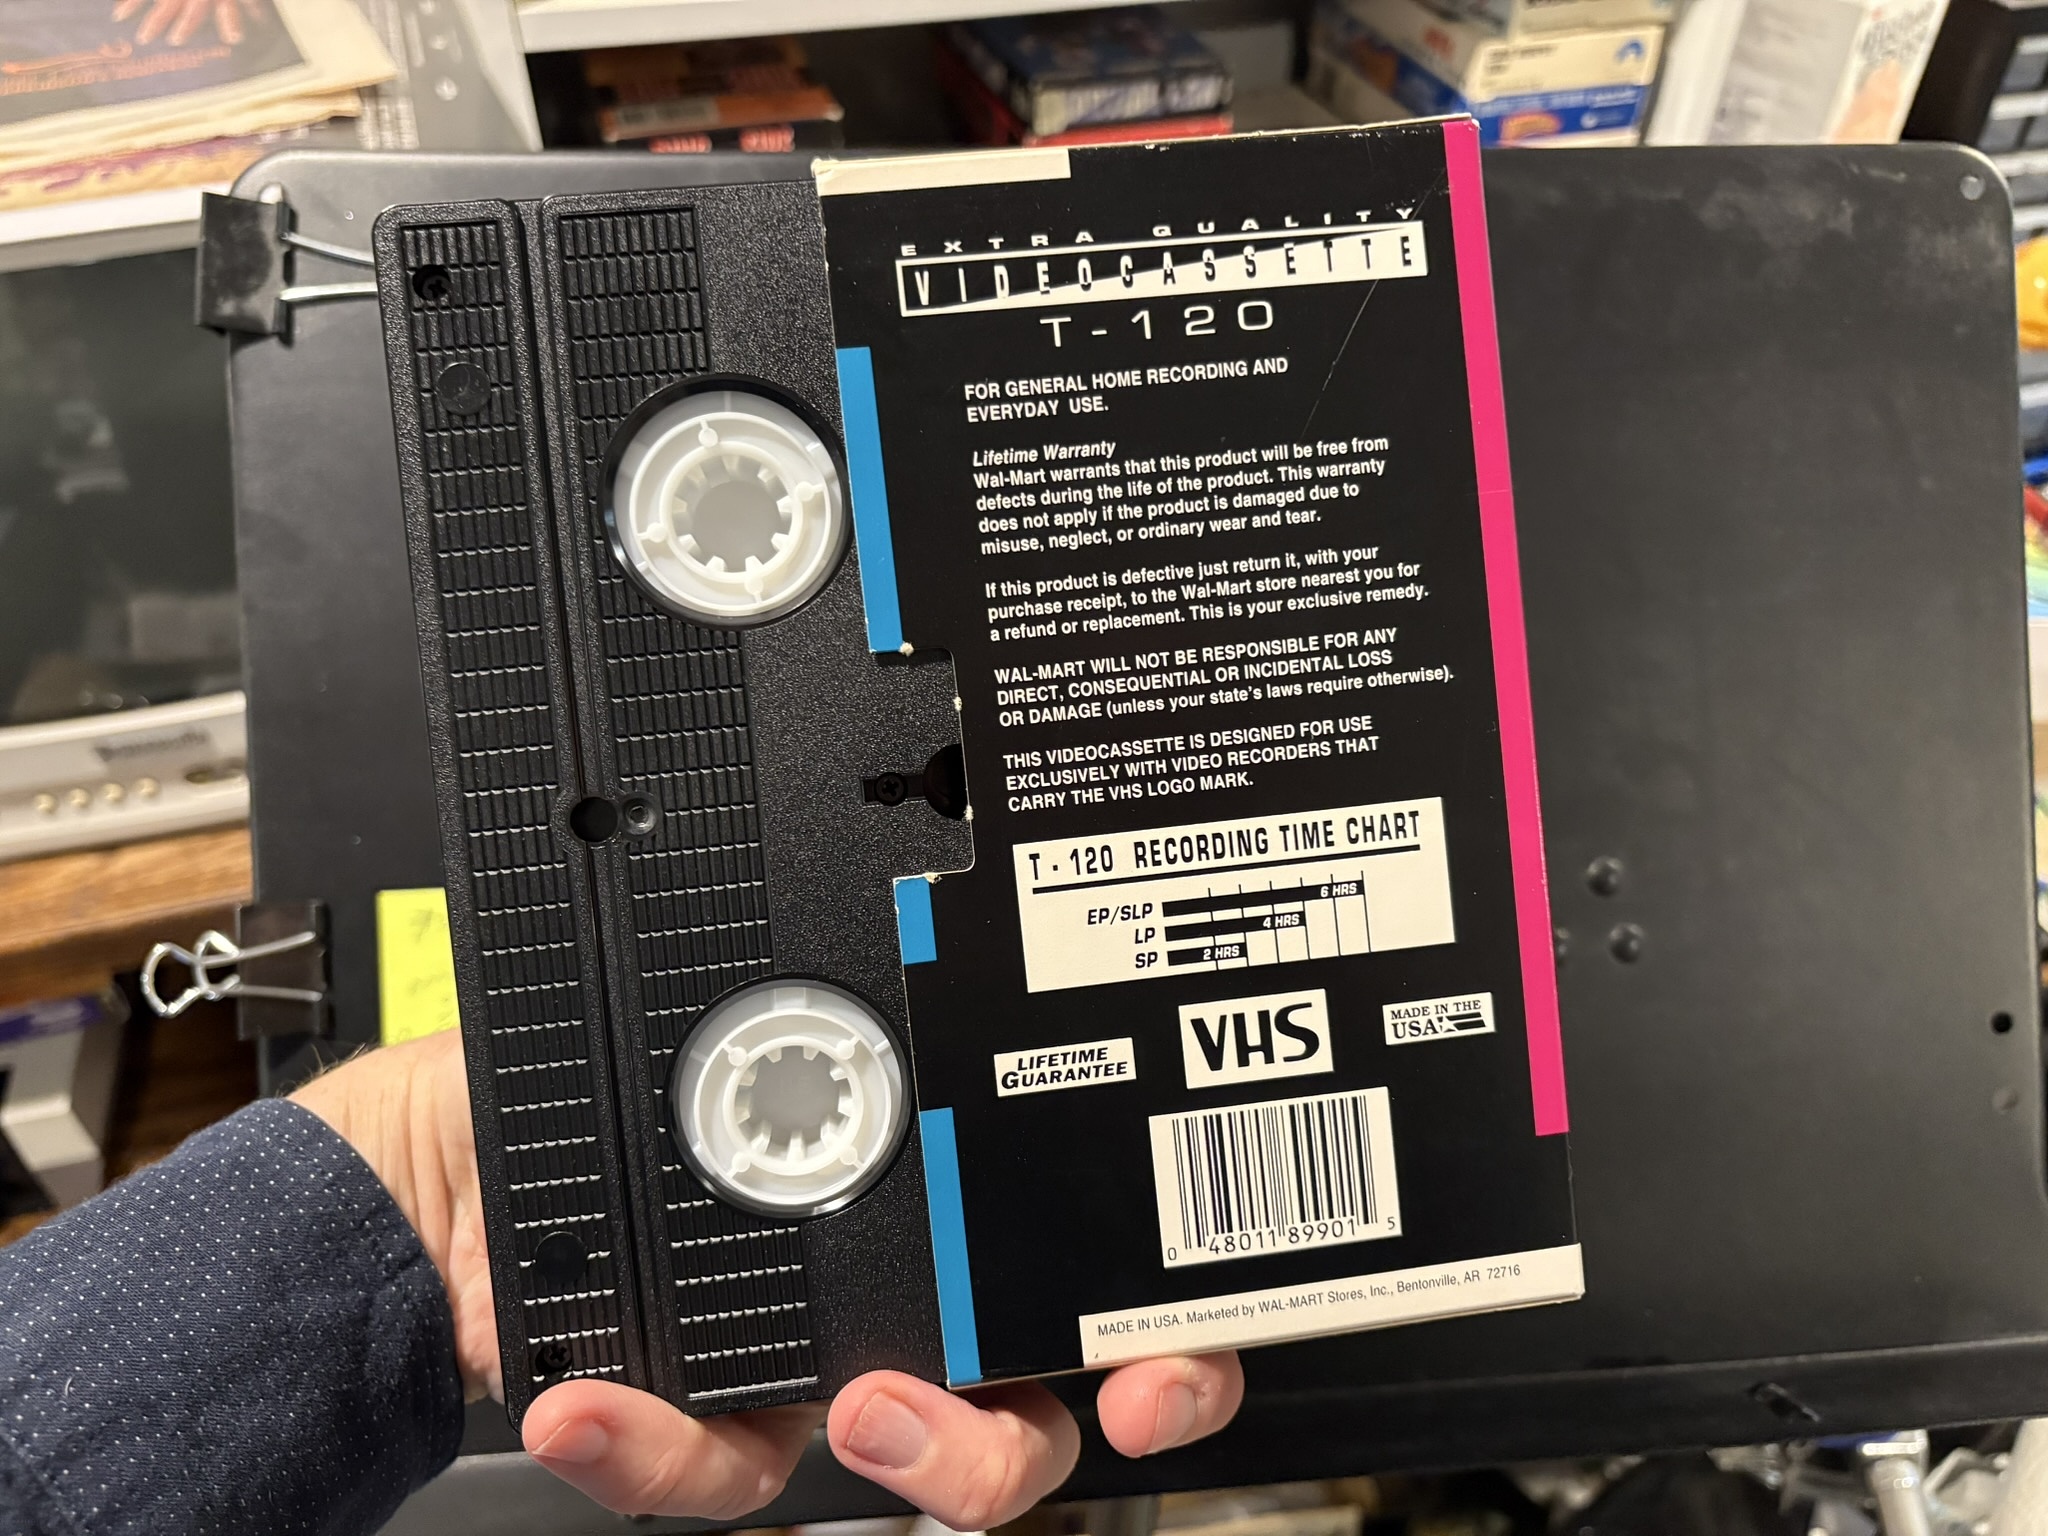 EXTRA QUALITY
VIDEOCASSETTE
T-120
FOR GENERAL HOME RECORDING AND
EVERYDAY USE.
Lifetime Warranty
Wal-Mart warrants that this product will be free from
defects during the life of the product. This warranty
does not apply if the product is damaged due to
misuse, neglect, or ordinary wear and tear.
If this product is defective just return it, with your
purchase receipt, to the Wal-Mart store nearest you for
a refund or replacement. This is your exclusive remedy.
WAL-MART WILL NOT BE RESPONSIBLE FOR ANY
DIRECT, CONSEQUENTIAL OR INCIDENTAL LOSS
OR DAMAGE (unless your state's laws require otherwise).
THIS VIDEOCASSETTE IS DESIGNED FOR USE
EXCLUSIVELY WITH VIDEO RECORDERS THAT
CARRY THE VHS LOGO MARK.
T-120 RECORDING TIME CHART
EP/SLP 6 HRS
LP 4 HRS
SP 2 HRS
LIFETIME
GUARANTEE
VHS
MADE IN THE
USA
0 48011 89901 5
MADE IN USA. Marketed by WAL-MART Stores, Inc., Bentonville, AR 72716